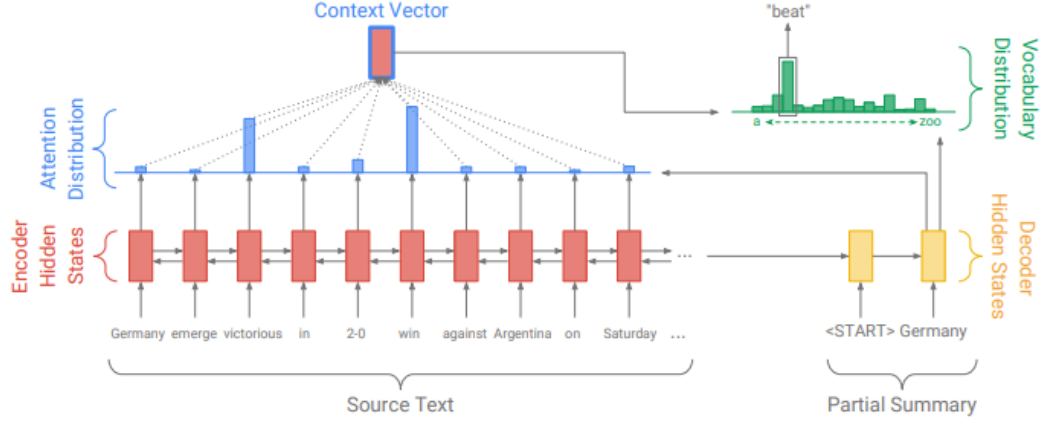 Context Vector
"beat"
Vocabulary
Distribution
a
zoo
Attention
Distribution
Encoder
Hidden
States
...
Decoder
Hidden States
Germany emerge victorious in 2-0 win against Argentina on Saturday ...
<START> Germany
Source Text
Partial Summary